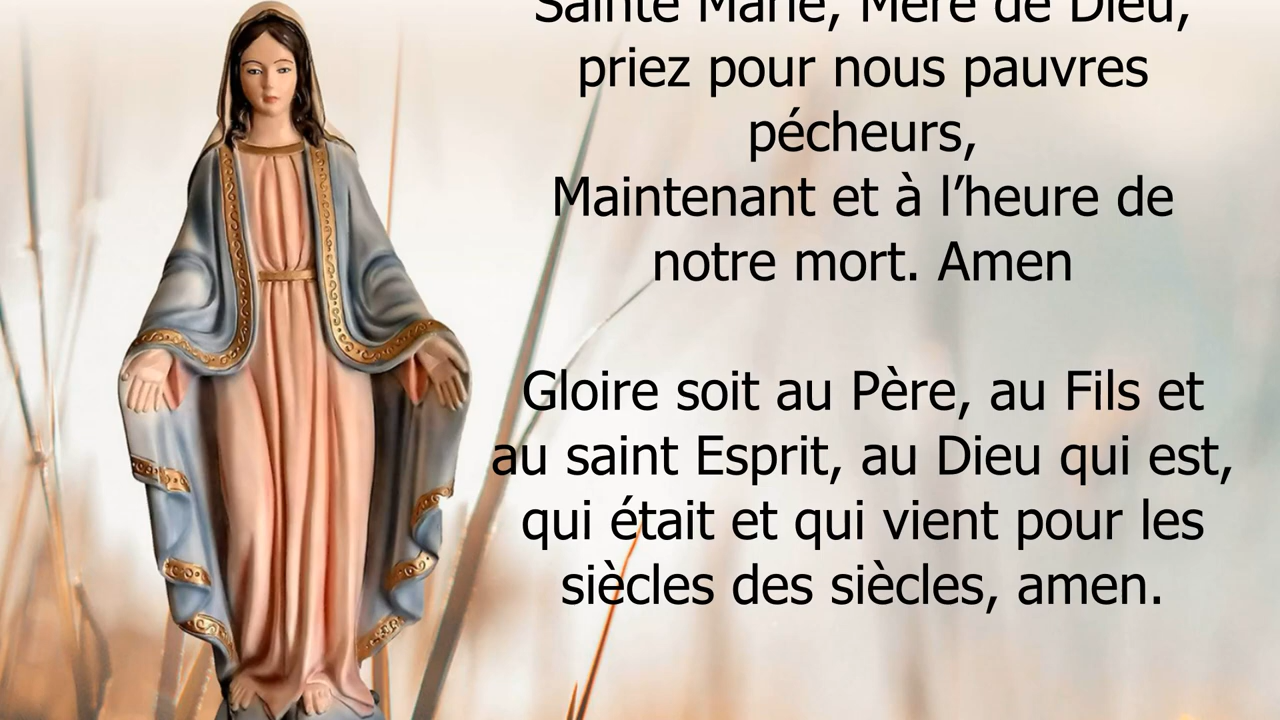 Sainte Marie, Mère de Dieu,
priez pour nous pauvres
pécheurs,
Maintenant et à l’heure de
notre mort. Amen
Gloire soit au Père, au Fils et
au saint Esprit, au Dieu qui est,
qui était et qui vient pour les
siècles des siècles, amen.